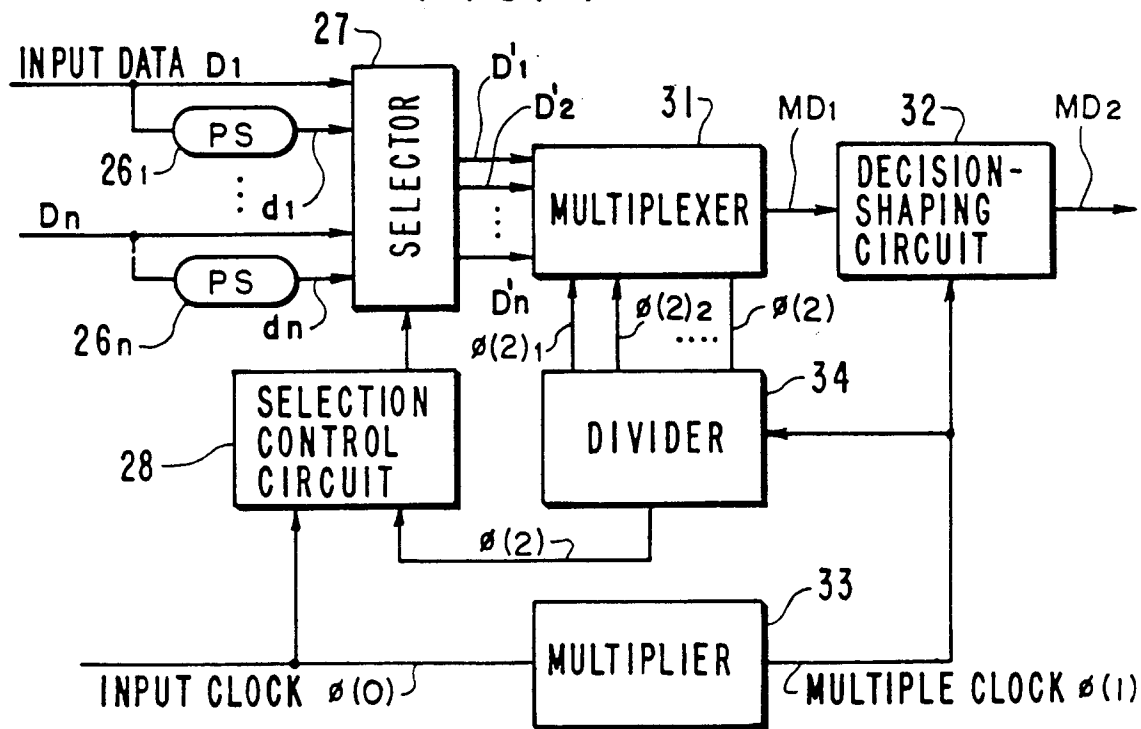 27
INPUT DATA D1
D'1
D'2
31
MD1
32
MD2
PS
261
d1
SELECTOR
MULTIPLEXER
DECISION-
SHAPING
CIRCUIT
Dn
PS
26n
dn
D'n
ø(2)1
ø(2)2
ø(2)
34
SELECTION
CONTROL
CIRCUIT
28
DIVIDER
ø(2)
33
MULTIPLIER
INPUT CLOCK ø(0)
MULTIPLE CLOCK ø(1)